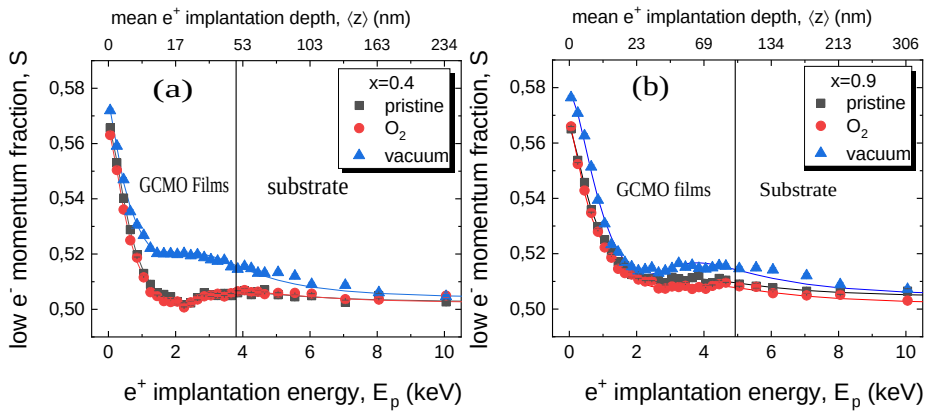 mean e⁺ implantation depth, ⟨z⟩ (nm)
0 17 53 103 163 234
low e⁻ momentum fraction, S
0,58
0,56
0,54
0,52
0,50
(a)
x=0.4
pristine
O₂
vacuum
GCMO Films
substrate
0 2 4 6 8 10
e⁺ implantation energy, Eₚ (keV)
mean e⁺ implantation depth, ⟨z⟩ (nm)
0 23 69 134 213 306
low e⁻ momentum fraction, S
0,58
0,56
0,54
0,52
0,50
(b)
x=0.9
pristine
O₂
vacuum
GCMO films
Substrate
0 2 4 6 8 10
e⁺ implantation energy, Eₚ (keV)